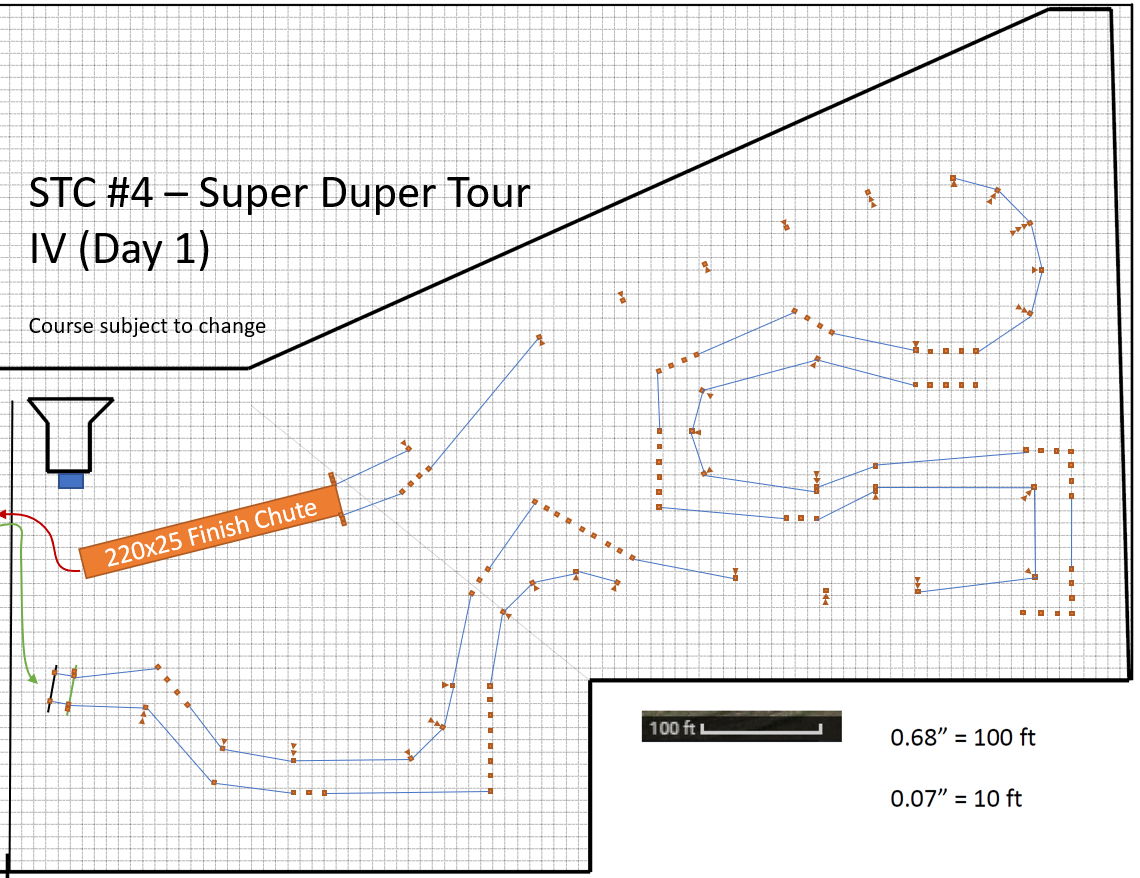 STC #4 – Super Duper Tour
IV (Day 1)
Course subject to change
220x25 Finish Chute
100 ft
0.68” = 100 ft
0.07” = 10 ft